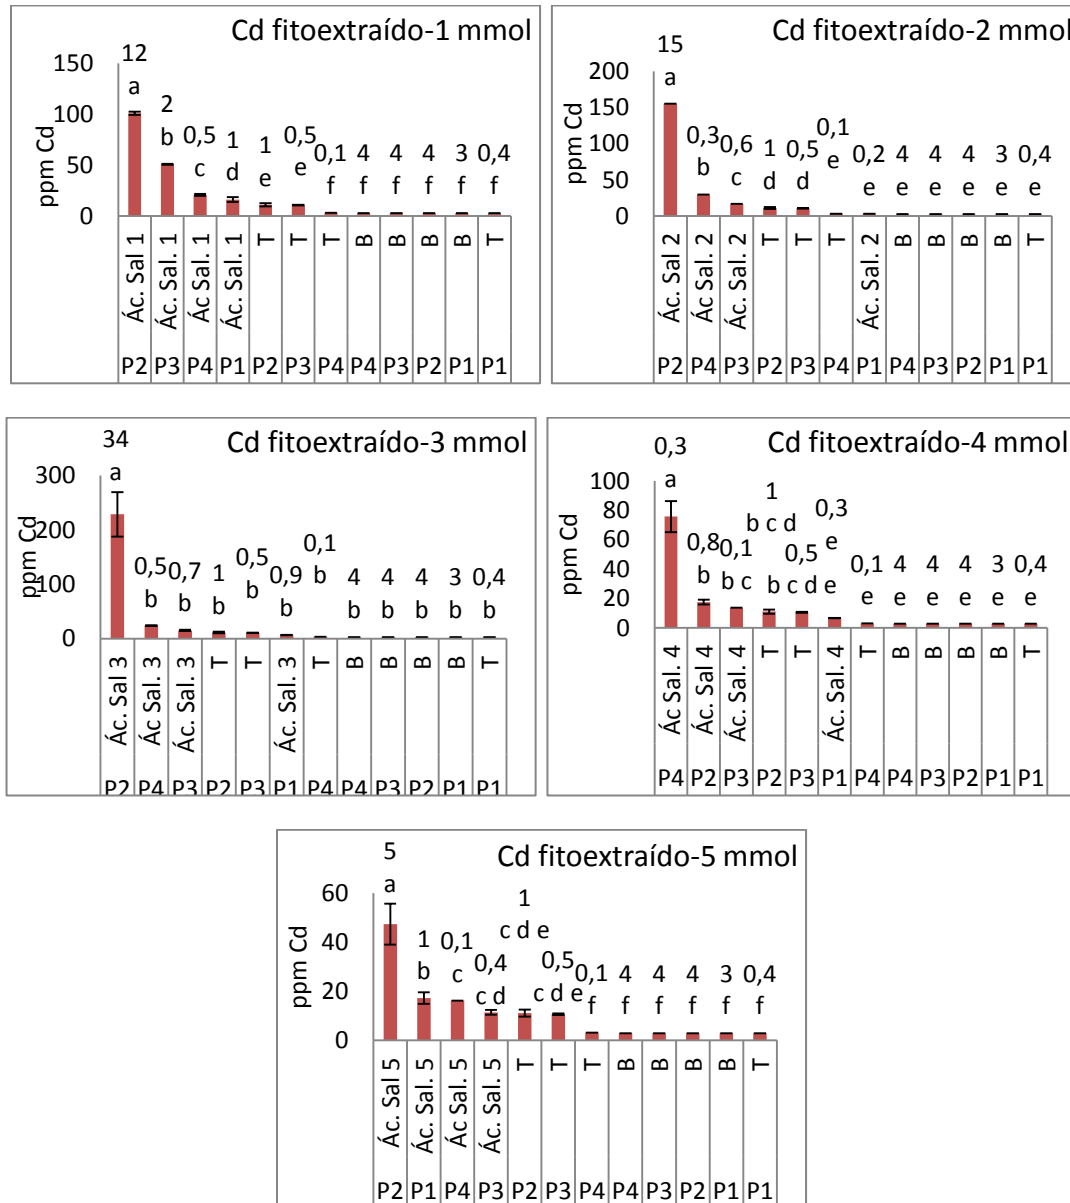 Cd fitoextraído-1 mmol
12
a
2
b
0,5
c
1
d
1
e
0,5
e
0,1
f
4
f
4
f
4
f
3
f
0,4
f
150
100
50
0
ppm Cd
Ác. Sal 1
Ác. Sal. 1
Ác Sal. 1
Ác. Sal. 1
T
T
T
B
B
B
B
T
P2 P3 P4 P1 P2 P3 P4 P4 P3 P2 P1 P1
Cd fitoextraído-2 mmol
15
a
0,3
b
0,6
c
1
d
0,5
d
0,1
e
0,2
e
4
e
4
e
4
e
3
e
0,4
e
200
150
100
50
0
ppm Cd
Ác. Sal 2
Ác Sal. 2
Ác. Sal. 2
T
T
T
Ác. Sal. 2
B
B
B
B
T
P2 P4 P3 P2 P3 P4 P1 P4 P3 P2 P1 P1
Cd fitoextraído-3 mmol
34
a
0,5
b
0,7
b
1
b
0,5
b
0,9
b
0,1
b
4
b
4
b
4
b
3
b
0,4
b
300
200
100
0
ppm Cd
Ác. Sal 3
Ác Sal. 3
Ác. Sal. 3
T
T
Ác. Sal. 3
T
B
B
B
B
T
P2 P4 P3 P2 P3 P1 P4 P4 P3 P2 P1 P1
Cd fitoextraído-4 mmol
0,3
a
0,8
b
0,1
b c
1
b c d
0,5
c d
0,3
e
0,1
e
4
e
4
e
4
e
3
e
0,4
e
100
80
60
40
20
0
ppm Cd
Ác Sal. 4
Ác. Sal 4
Ác. Sal. 4
T
T
Ác. Sal. 4
T
B
B
B
B
T
P4 P2 P3 P2 P3 P1 P4 P4 P3 P2 P1 P1
Cd fitoextraído-5 mmol
5
a
1
b
0,1
c
0,4
c d
1
c d e
0,5
c d e
0,1
f
4
f
4
f
4
f
3
f
0,4
f
60
40
20
0
ppm Cd
Ác. Sal 5
Ác. Sal. 5
Ác Sal. 5
Ác. Sal. 5
T
T
T
B
B
B
B
T
P2 P1 P4 P3 P2 P3 P4 P4 P3 P2 P1 P1